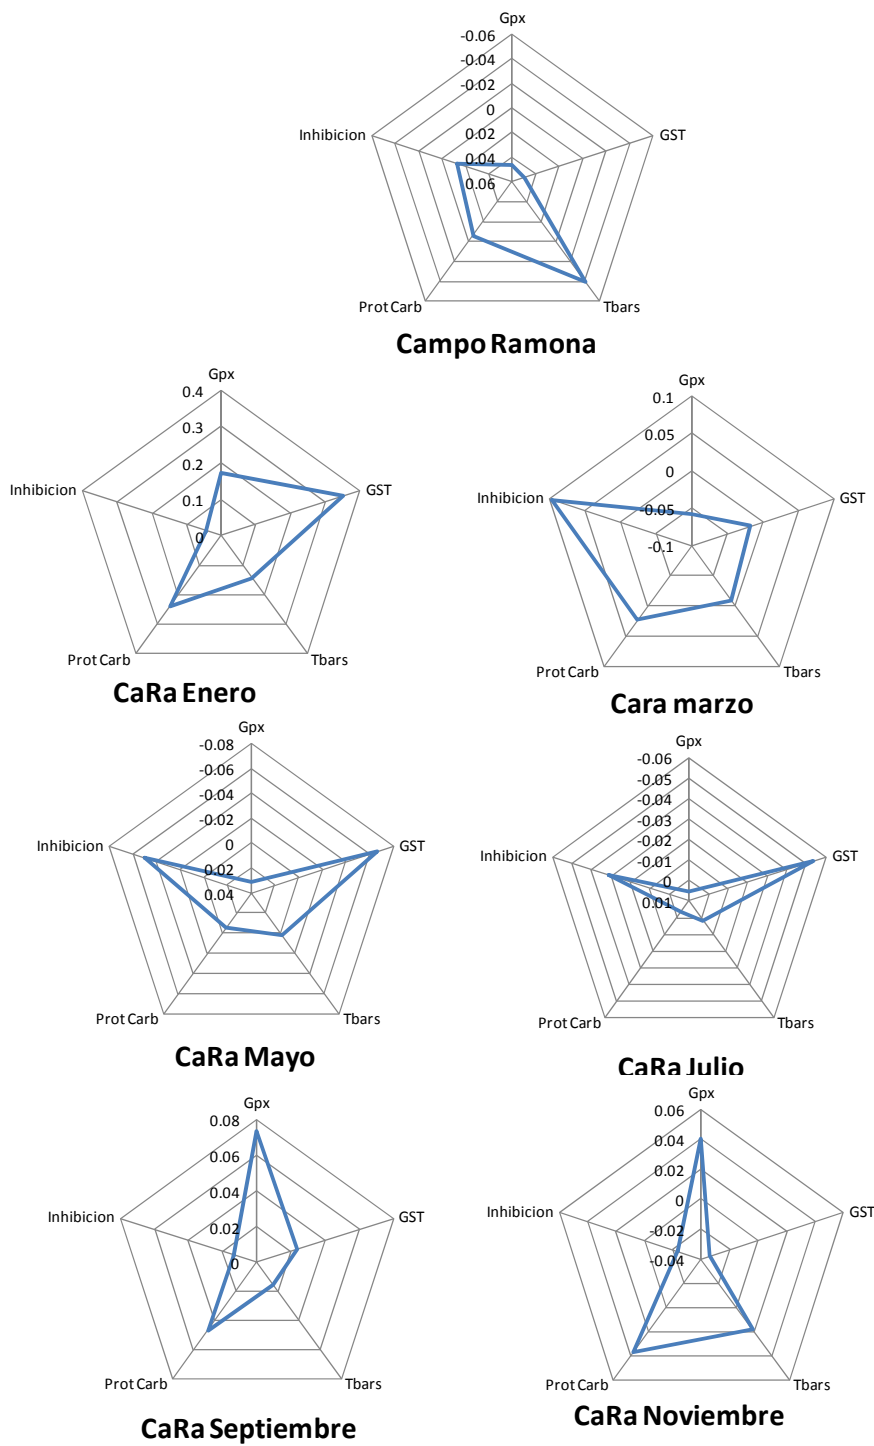 Gpx
-0.06
-0.04
-0.02
0
0.02
0.04
0.06
Inhibicion
GST
Prot Carb
Tbars
Campo Ramona
Gpx
0.4
0.3
0.2
0.1
0
Inhibicion
GST
Prot Carb
Tbars
CaRa Enero
Gpx
0.1
0.05
0
-0.05
-0.1
Inhibicion
GST
Prot Carb
Tbars
Cara marzo
Gpx
-0.08
-0.06
-0.04
-0.02
0
0.02
0.04
Inhibicion
GST
Prot Carb
Tbars
CaRa Mayo
Gpx
-0.06
-0.05
-0.04
-0.03
-0.02
-0.01
0
0.01
Inhibicion
GST
Prot Carb
Tbars
CaRa Julio
Gpx
0.08
0.06
0.04
0.02
0
Inhibicion
GST
Prot Carb
Tbars
CaRa Septiembre
Gpx
0.06
0.04
0.02
0
-0.02
-0.04
Inhibicion
GST
Prot Carb
Tbars
CaRa Noviembre